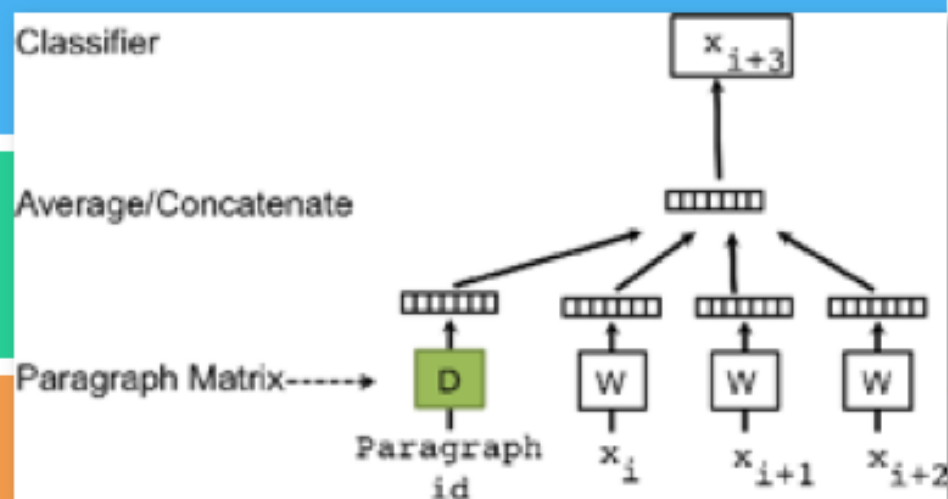 Classifier
x i+3
Average/Concatenate
Paragraph Matrix
D
W
W
W
Paragraph
id
x i
x i+1
x i+2